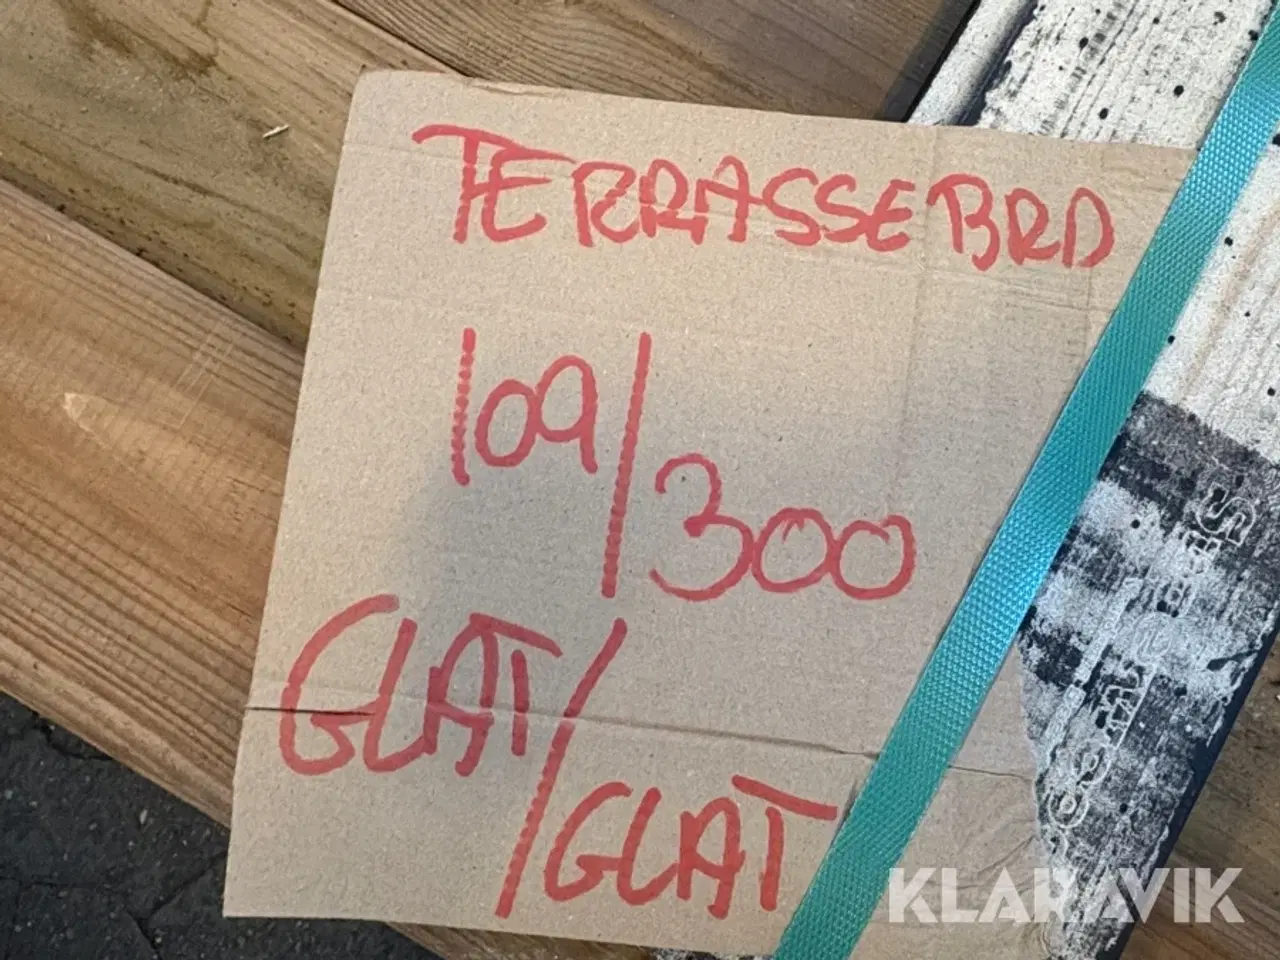 TERRASSEBRD
109/300
GLAT/GLAT
KLARAVIK